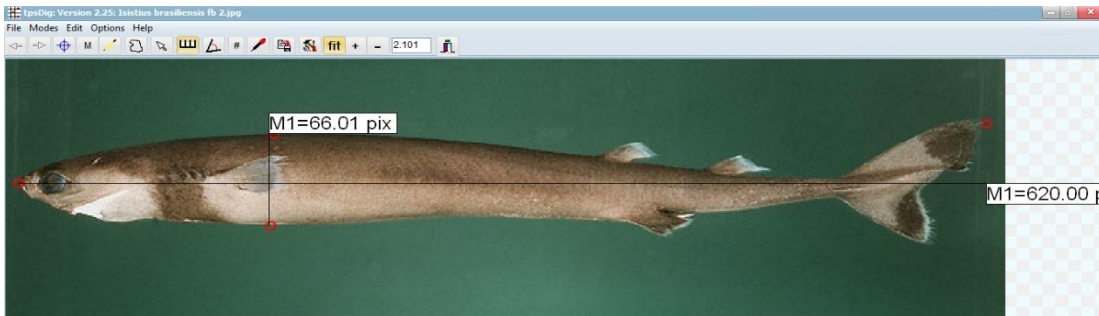 tpsDig: Version 2.25: Isistius brasiliensis fb 2.jpg
File Modes Edit Options Help
M # fit + - 2.101
M1=66.01 pix
M1=620.00 p